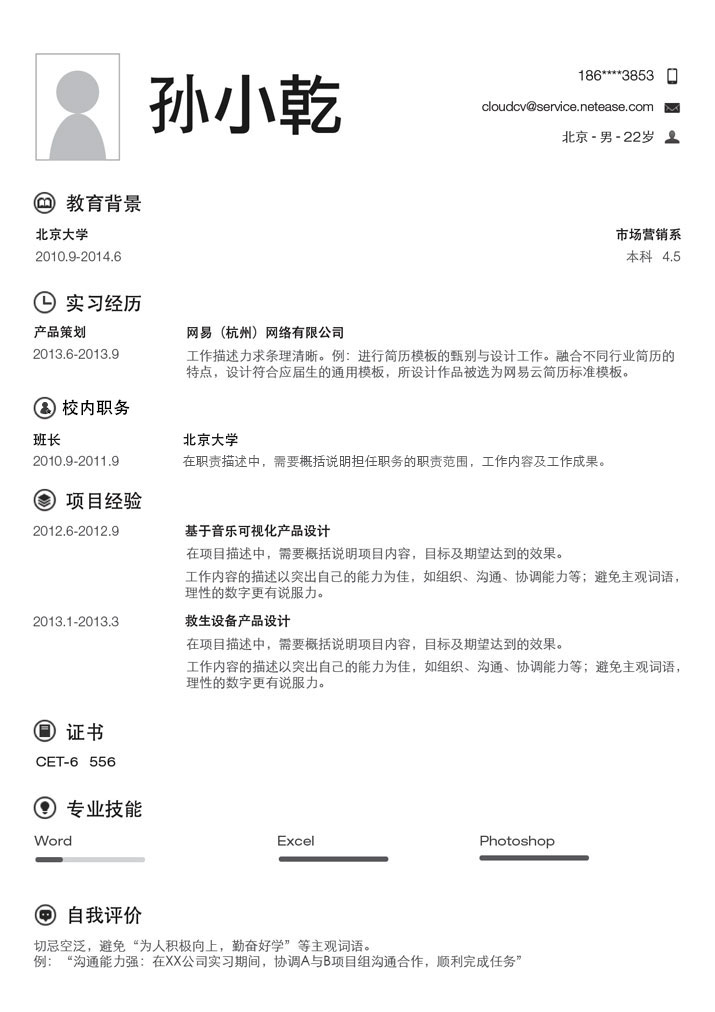 孙小乾
186****3853
cloudcv@service.netease.com
北京 - 男 - 22岁
教育背景
北京大学 市场营销系
2010.9-2014.6 本科 4.5
实习经历
产品策划 网易（杭州）网络有限公司
2013.6-2013.9 工作描述力求条理清晰。例：进行简历模板的甄别与设计工作。融合不同行业简历的
特点，设计符合应届生的通用模板，所设计作品被选为网易云简历标准模板。
校内职务
班长 北京大学
2010.9-2011.9 在职责描述中，需要概括说明担任职务的职责范围，工作内容及工作成果。
项目经验
2012.6-2012.9 基于音乐可视化产品设计
在项目描述中，需要概括说明项目内容，目标及期望达到的效果。
工作内容的描述以突出自己的能力为佳，如组织、沟通、协调能力等；避免主观词语，
理性的数字更有说服力。
2013.1-2013.3 救生设备产品设计
在项目描述中，需要概括说明项目内容，目标及期望达到的效果。
工作内容的描述以突出自己的能力为佳，如组织、沟通、协调能力等；避免主观词语，
理性的数字更有说服力。
证书
CET-6 556
专业技能
Word Excel Photoshop
自我评价
切忌空泛，避免“为人积极向上，勤奋好学”等主观词语。
例：“沟通能力强：在XX公司实习期间，协调A与B项目组沟通合作，顺利完成任务”